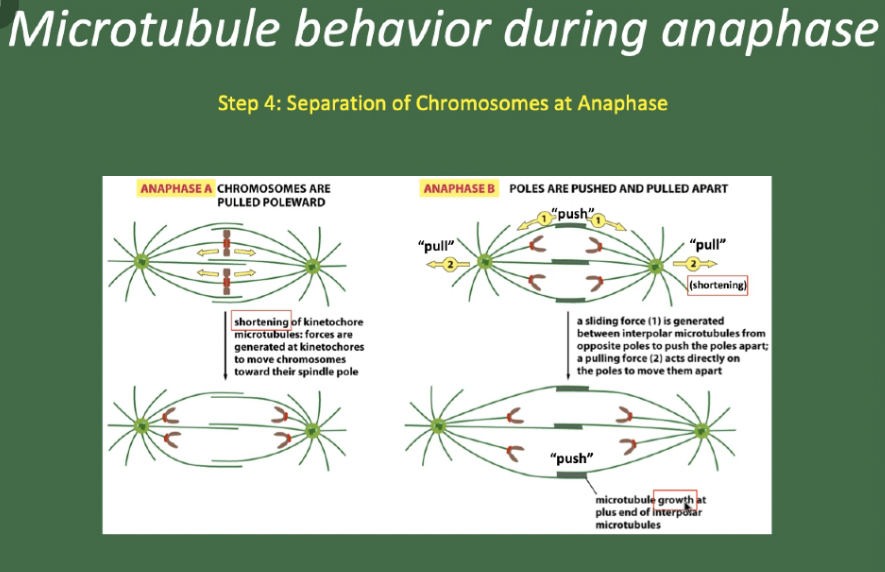 Microtubule behavior during anaphase
Step 4: Separation of Chromosomes at Anaphase
ANAPHASE A CHROMOSOMES ARE
PULLED POLEWARD
shortening of kinetochore
microtubules: forces are
generated at kinetochores
to move chromosomes
toward their spindle pole
ANAPHASE B POLES ARE PUSHED AND PULLED APART
1 "push" 1
"pull" "pull"
2 2
(shortening)
a sliding force (1) is generated
between interpolar microtubules from
opposite poles to push the poles apart;
a pulling force (2) acts directly on
the poles to move them apart
"push"
microtubule growth at
plus end of interpolar
microtubules